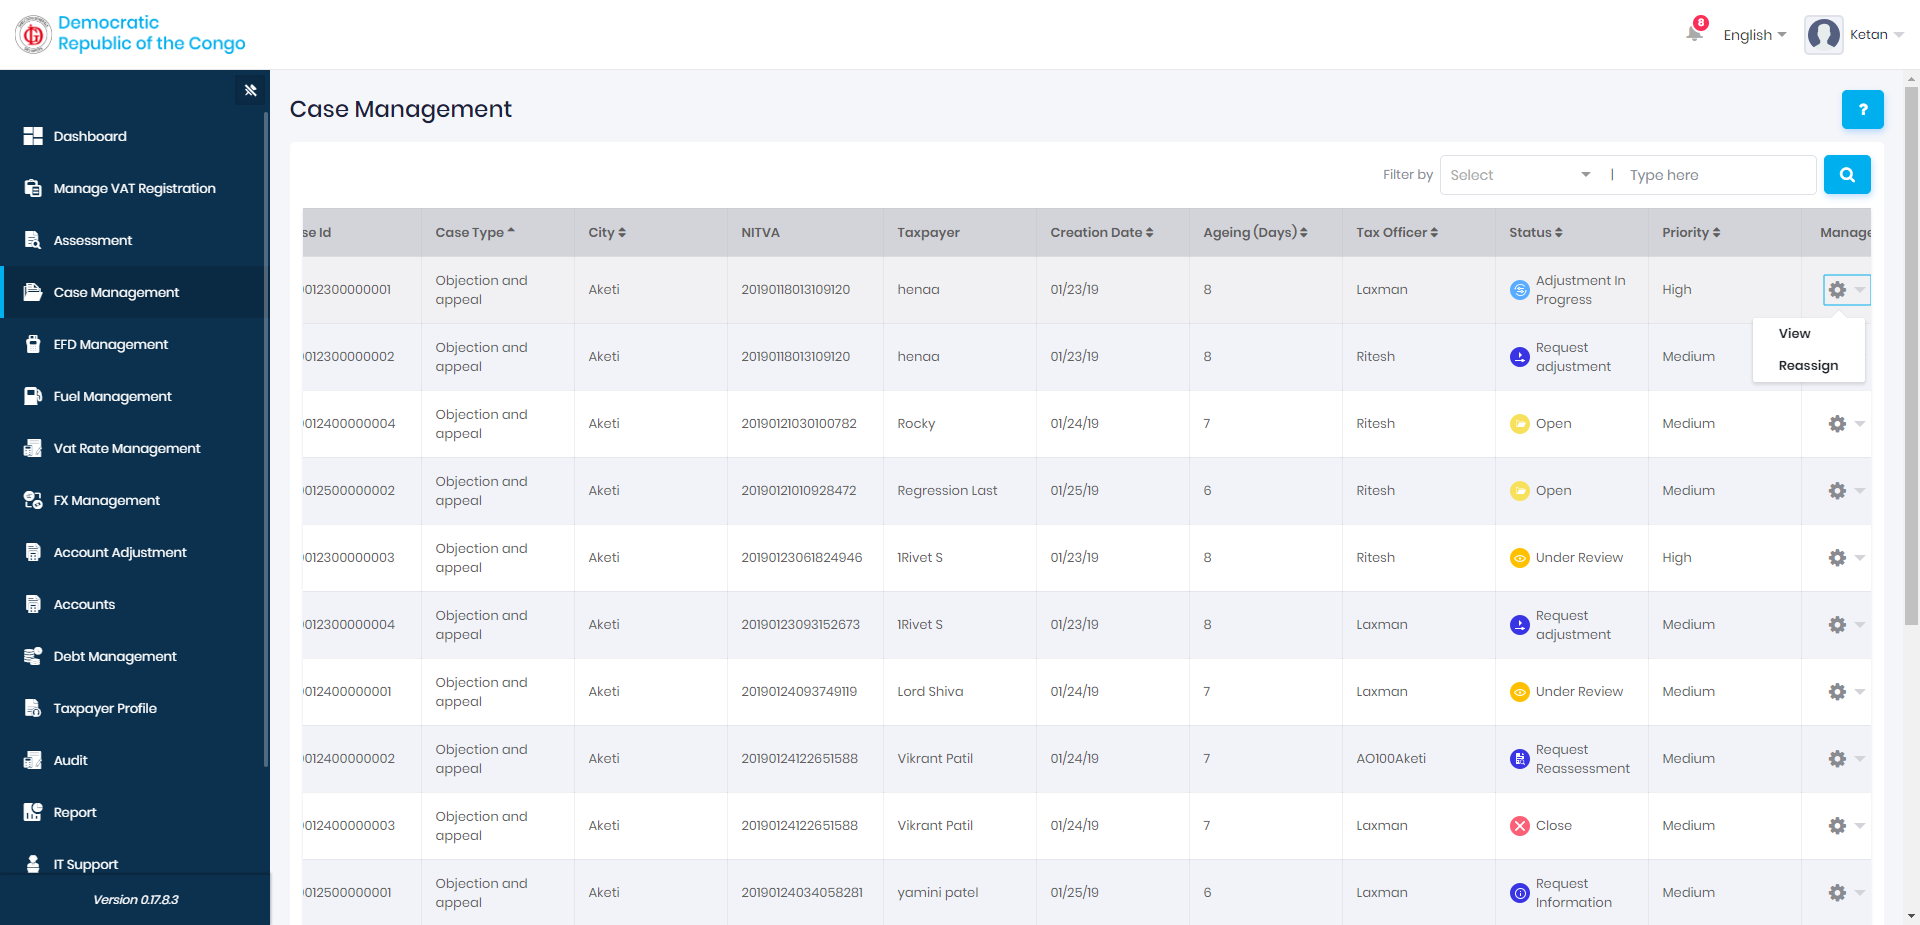 Democratic
Republic of the Congo
8
English
Ketan
Dashboard
Manage VAT Registration
Assessment
Case Management
EFD Management
Fuel Management
Vat Rate Management
FX Management
Account Adjustment
Accounts
Debt Management
Taxpayer Profile
Audit
Report
IT Support
Version 0.17.8.3
Case Management
?
Filter by Select | Type here
se Id Case Type City NITVA Taxpayer Creation Date Ageing (Days) Tax Officer Status Priority Manage
0012300000001 Objection and appeal Aketi 20190118013109120 henaa 01/23/19 8 Laxman Adjustment In Progress High
View
Reassign
0012300000002 Objection and appeal Aketi 20190118013109120 henaa 01/23/19 8 Ritesh Request adjustment Medium
0012400000004 Objection and appeal Aketi 20190121030100782 Rocky 01/24/19 7 Ritesh Open Medium
0012500000002 Objection and appeal Aketi 20190121010928472 Regression Last 01/25/19 6 Ritesh Open Medium
0012300000003 Objection and appeal Aketi 20190123061824946 1Rivet S 01/23/19 8 Ritesh Under Review High
0012300000004 Objection and appeal Aketi 20190123093152673 1Rivet S 01/23/19 8 Laxman Request adjustment Medium
0012400000001 Objection and appeal Aketi 20190124093749119 Lord Shiva 01/24/19 7 Laxman Under Review Medium
0012400000002 Objection and appeal Aketi 20190124122651588 Vikrant Patil 01/24/19 7 AO100Aketi Request Reassessment Medium
0012400000003 Objection and appeal Aketi 20190124122651588 Vikrant Patil 01/24/19 7 Laxman Close Medium
0012500000001 Objection and appeal Aketi 20190124034058281 yamini patel 01/25/19 6 Laxman Request Information Medium